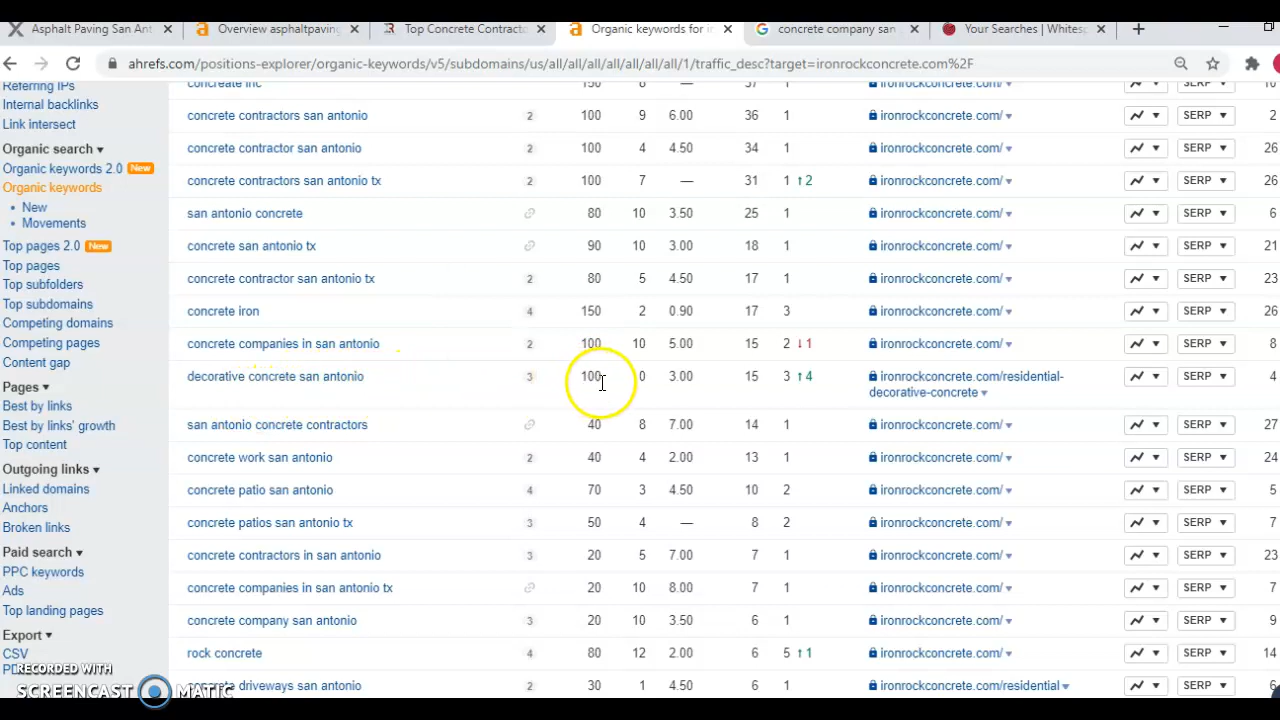 Asphalt Paving San Ant × Overview asphaltpaving × Top Concrete Contracto × Organic keywords for i × concrete company san × Your Searches | Whitesp × +
ahrefs.com/positions-explorer/organic-keywords/v5/subdomains/us/all/all/all/all/all/all/all/1/traffic_desc?target=ironrockconcrete.com%2F
Referring IPs
Internal backlinks
Link intersect
Organic search
Organic keywords 2.0 New
Organic keywords
New
Movements
Top pages 2.0 New
Top pages
Top subfolders
Top subdomains
Competing domains
Competing pages
Content gap
Pages
Best by links
Best by links' growth
Top content
Outgoing links
Linked domains
Anchors
Broken links
Paid search
PPC keywords
Ads
Top landing pages
Export
CSV
concreate inc 150 — 37 1 ironrockconcrete.com/ SERP
concrete contractors san antonio 2 100 9 6.00 36 1 ironrockconcrete.com/ SERP 2
concrete contractor san antonio 2 100 4 4.50 34 1 ironrockconcrete.com/ SERP 26
concrete contractors san antonio tx 2 100 7 — 31 1 ↑2 ironrockconcrete.com/ SERP 26
san antonio concrete 80 10 3.50 25 1 ironrockconcrete.com/ SERP 6
concrete san antonio tx 90 10 3.00 18 1 ironrockconcrete.com/ SERP 21
concrete contractor san antonio tx 2 80 5 4.50 17 1 ironrockconcrete.com/ SERP 23
concrete iron 4 150 2 0.90 17 3 ironrockconcrete.com/ SERP 26
concrete companies in san antonio 2 100 10 5.00 15 2 ↓1 ironrockconcrete.com/ SERP 8
decorative concrete san antonio 3 100 0 3.00 15 3 ↑4 ironrockconcrete.com/residential- SERP 4
decorative-concrete
san antonio concrete contractors 40 8 7.00 14 1 ironrockconcrete.com/ SERP 27
concrete work san antonio 2 40 4 2.00 13 1 ironrockconcrete.com/ SERP 24
concrete patio san antonio 4 70 3 4.50 10 2 ironrockconcrete.com/ SERP 5
concrete patios san antonio tx 3 50 4 — 8 2 ironrockconcrete.com/ SERP 7
concrete contractors in san antonio 3 20 5 7.00 7 1 ironrockconcrete.com/ SERP 23
concrete companies in san antonio tx 20 10 8.00 7 1 ironrockconcrete.com/ SERP 7
concrete company san antonio 3 20 10 3.50 6 1 ironrockconcrete.com/ SERP 9
rock concrete 4 80 12 2.00 6 5 ↑1 ironrockconcrete.com/ SERP 14
concrete driveways san antonio 2 30 1 4.50 6 1 ironrockconcrete.com/residential SERP 6
RECORDED WITH
SCREENCAST MATIC